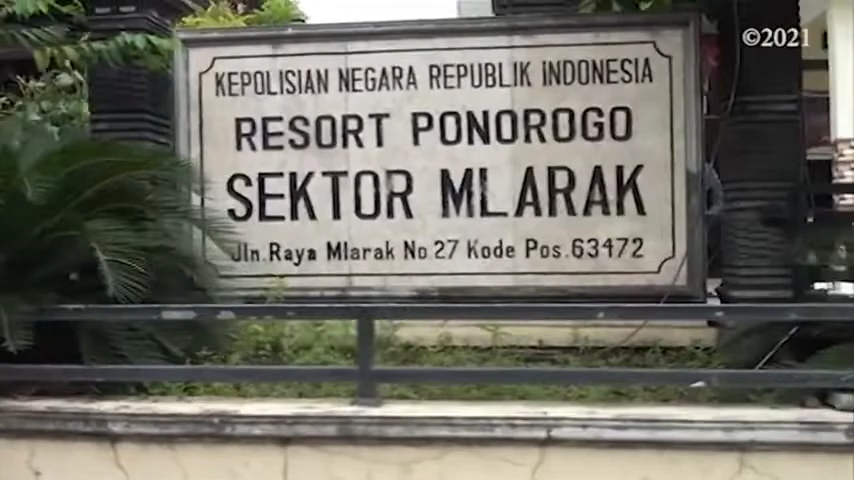 ©2021
KEPOLISIAN NEGARA REPUBLIK INDONESIA
RESORT PONOROGO
SEKTOR MLARAK
Jln.Raya Mlarak No 27 Kode Pos.63472